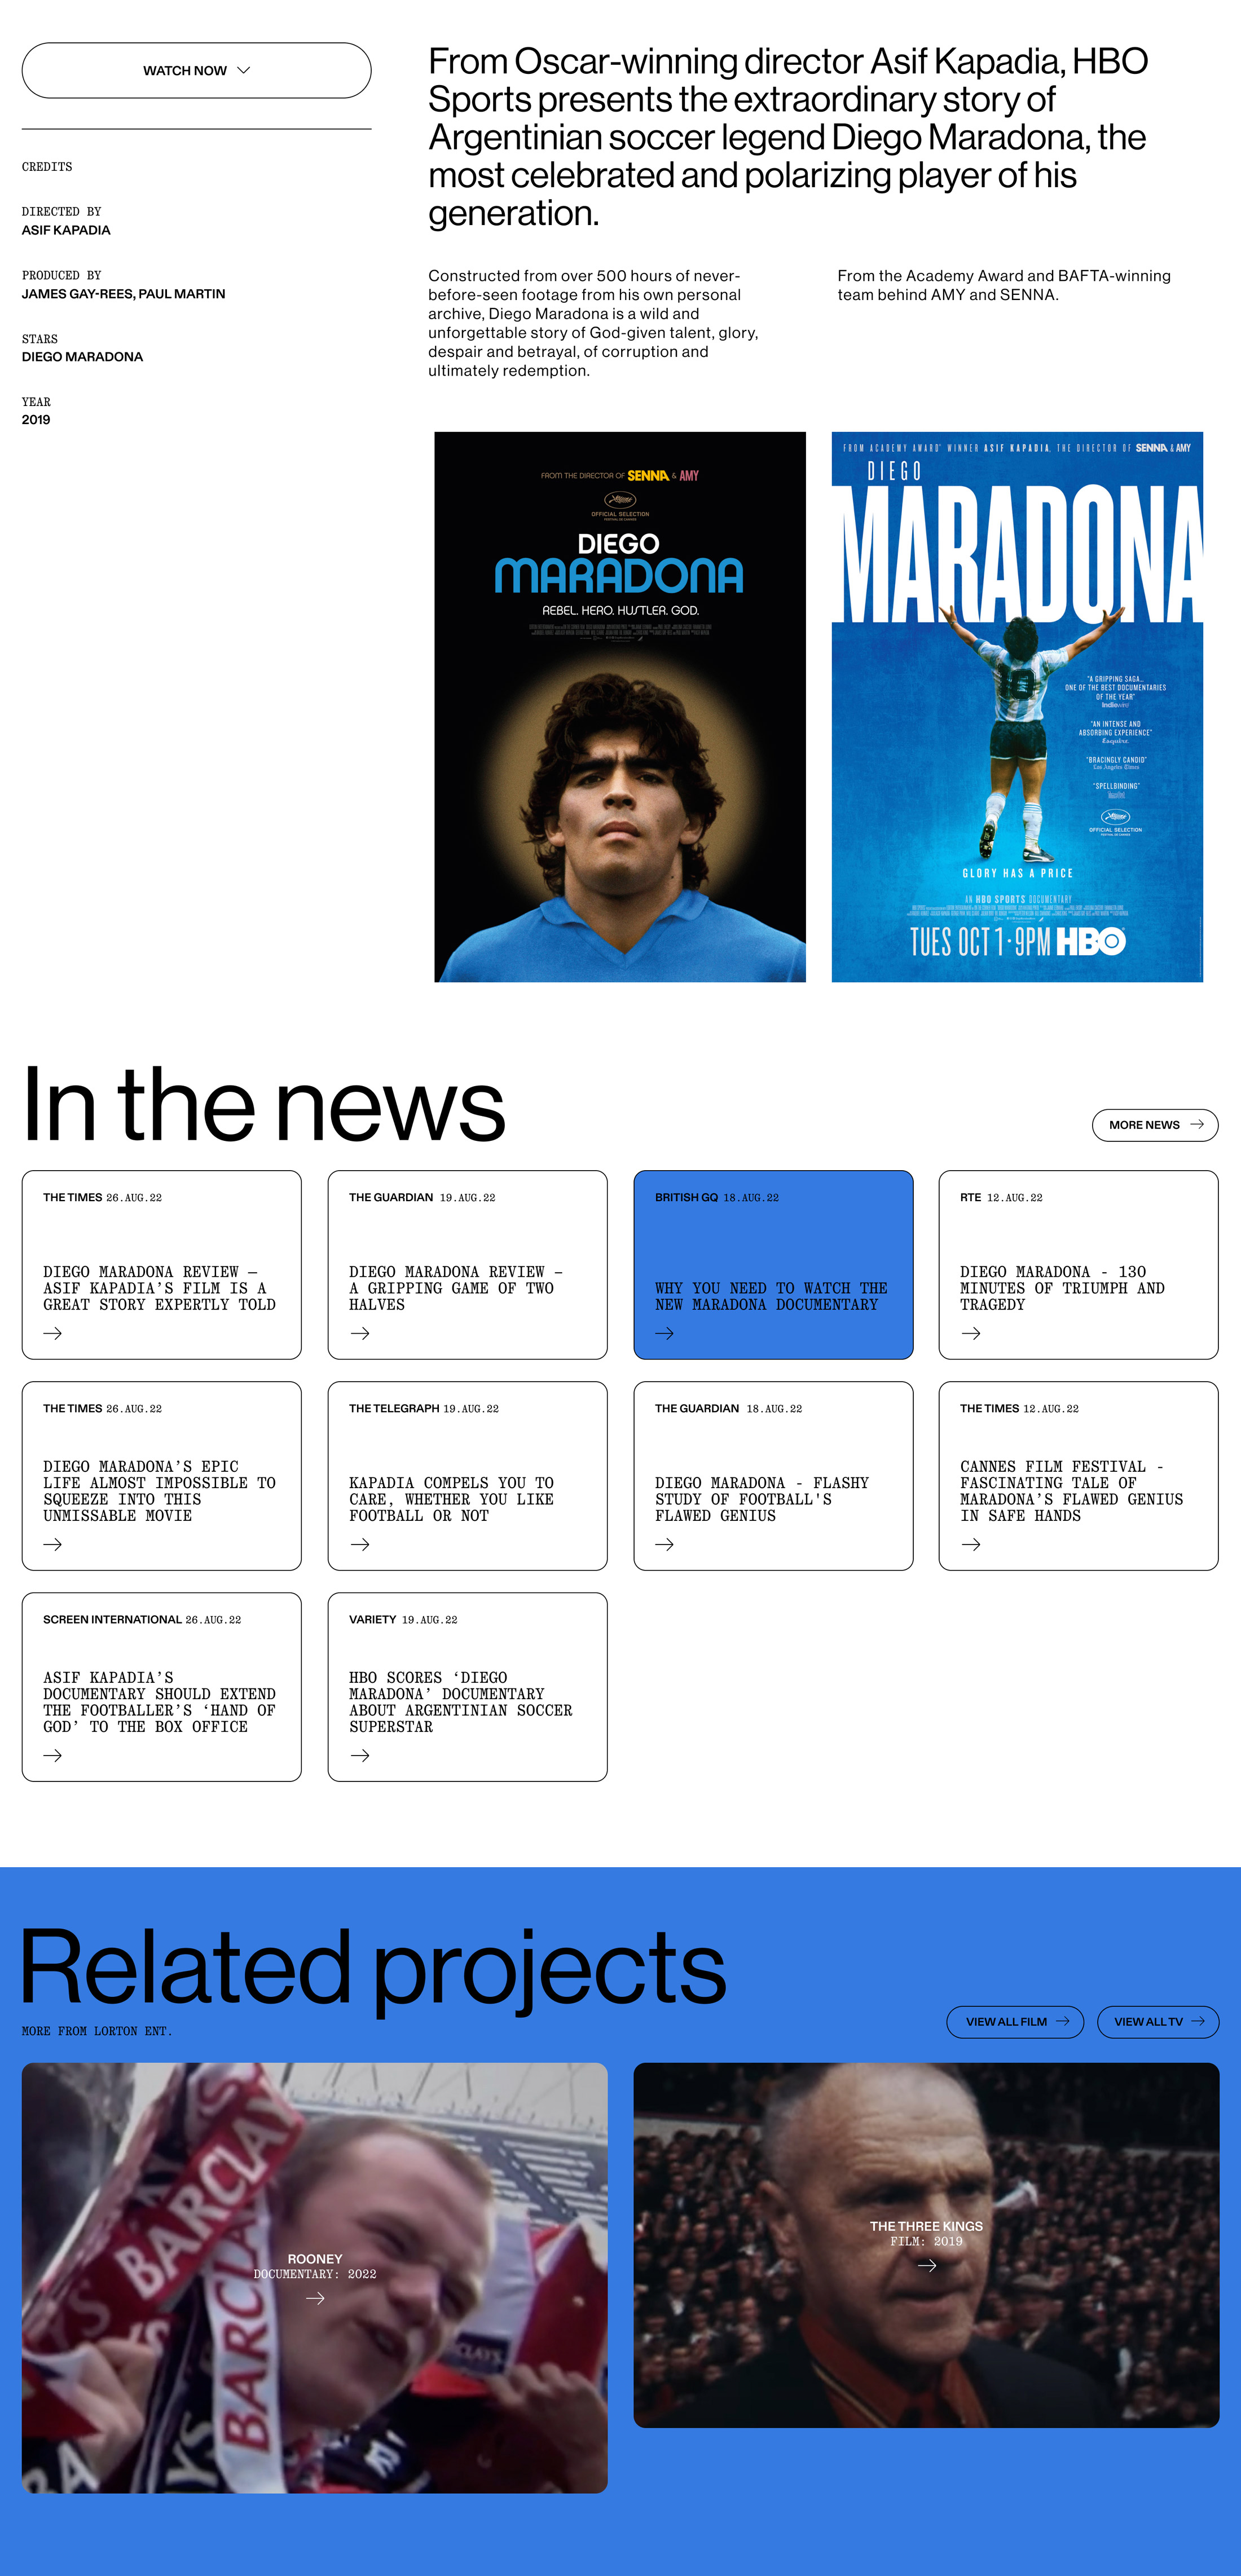 WATCH NOW
CREDITS
DIRECTED BY
ASIF KAPADIA
PRODUCED BY
JAMES GAY-REES, PAUL MARTIN
STARS
DIEGO MARADONA
YEAR
2019
From Oscar-winning director Asif Kapadia, HBO
Sports presents the extraordinary story of
Argentinian soccer legend Diego Maradona, the
most celebrated and polarizing player of his
generation.
Constructed from over 500 hours of never-
before-seen footage from his own personal
archive, Diego Maradona is a wild and
unforgettable story of God-given talent, glory,
despair and betrayal, of corruption and
ultimately redemption.
From the Academy Award and BAFTA-winning
team behind AMY and SENNA.
FROM THE DIRECTOR OF SENNA & AMY
OFFICIAL SELECTION
FESTIVAL DE CANNES
DIEGO
MARADONA
REBEL. HERO. HUSTLER. GOD.
FROM ACADEMY AWARD® WINNER ASIF KAPADIA, THE DIRECTOR OF SENNA & AMY
DIEGO
MARADONA
10
"A GRIPPING SAGA...
ONE OF THE BEST DOCUMENTARIES
OF THE YEAR"
IndieWire
"AN INTENSE AND
ABSORBING EXPERIENCE"
Esquire
"BRACINGLY CANDID"
Los Angeles Times
"SPELLBINDING"
OFFICIAL SELECTION
FESTIVAL DE CANNES
GLORY HAS A PRICE
AN HBO SPORTS DOCUMENTARY
TUES OCT 1·9PM HBO
In the news
MORE NEWS
THE TIMES 26.AUG.22
DIEGO MARADONA REVIEW —
ASIF KAPADIA’S FILM IS A
GREAT STORY EXPERTLY TOLD
THE GUARDIAN 19.AUG.22
DIEGO MARADONA REVIEW –
A GRIPPING GAME OF TWO
HALVES
BRITISH GQ 18.AUG.22
WHY YOU NEED TO WATCH THE
NEW MARADONA DOCUMENTARY
RTE 12.AUG.22
DIEGO MARADONA - 130
MINUTES OF TRIUMPH AND
TRAGEDY
THE TIMES 26.AUG.22
DIEGO MARADONA’S EPIC
LIFE ALMOST IMPOSSIBLE TO
SQUEEZE INTO THIS
UNMISSABLE MOVIE
THE TELEGRAPH 19.AUG.22
KAPADIA COMPELS YOU TO
CARE, WHETHER YOU LIKE
FOOTBALL OR NOT
THE GUARDIAN 18.AUG.22
DIEGO MARADONA - FLASHY
STUDY OF FOOTBALL'S
FLAWED GENIUS
THE TIMES 12.AUG.22
CANNES FILM FESTIVAL -
FASCINATING TALE OF
MARADONA’S FLAWED GENIUS
IN SAFE HANDS
SCREEN INTERNATIONAL 26.AUG.22
ASIF KAPADIA’S
DOCUMENTARY SHOULD EXTEND
THE FOOTBALLER’S ‘HAND OF
GOD’ TO THE BOX OFFICE
VARIETY 19.AUG.22
HBO SCORES ‘DIEGO
MARADONA’ DOCUMENTARY
ABOUT ARGENTINIAN SOCCER
SUPERSTAR
Related projects
MORE FROM LORTON ENT.
VIEW ALL FILM
VIEW ALL TV
BARCLAY
BARC
ROONEY
DOCUMENTARY: 2022
THE THREE KINGS
FILM: 2019